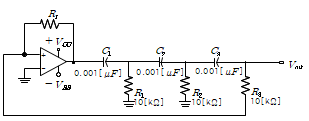 R_f
+V_CC
C_1 C_2 C_3
0.001[μF] 0.001[μF] 0.001[μF]
V_out
−V_EE
R_1 R_2 R_3
10[kΩ] 10[kΩ] 10[kΩ]